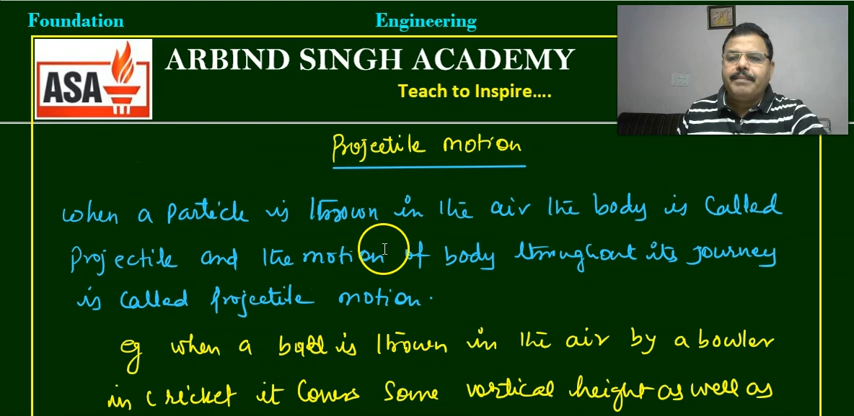 Foundation Engineering
ASA ARBIND SINGH ACADEMY
Teach to Inspire....
Projectile motion
when a particle is thrown in the air the body is called
Projectile and the motion of body throughout its journey
is called projectile motion.
eg when a ball is thrown in the air by a bowler
in cricket it covers some vertical height as well as